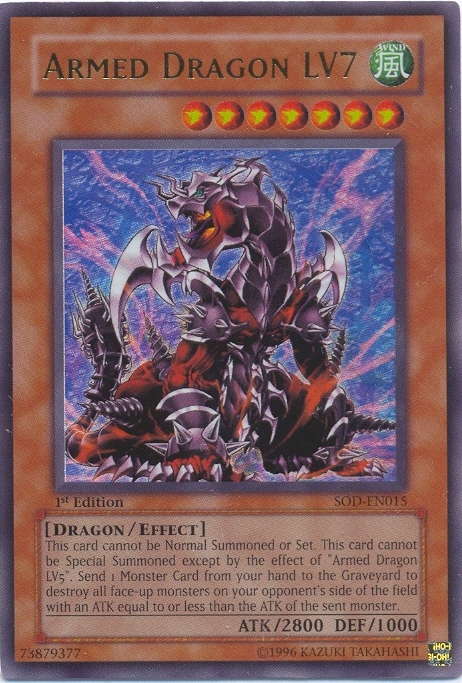 ARMED DRAGON LV7
WIND
風
1st Edition
SOD-EN015
[DRAGON/EFFECT]
This card cannot be Normal Summoned or Set. This card cannot
be Special Summoned except by the effect of "Armed Dragon
LV5". Send 1 Monster Card from your hand to the Graveyard to
destroy all face-up monsters on your opponent's side of the field
with an ATK equal to or less than the ATK of the sent monster.
ATK/2800 DEF/1000
73879377
©1996 KAZUKI TAKAHASHI